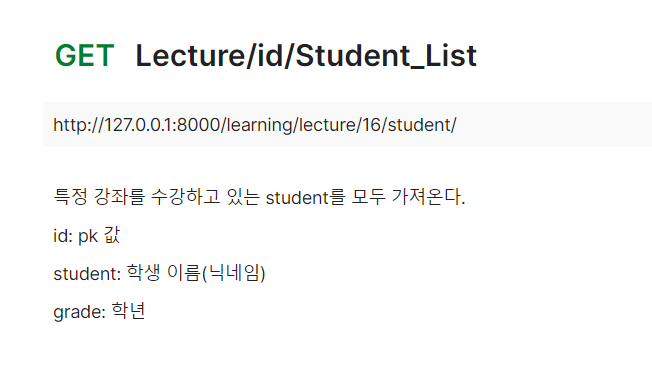 GET Lecture/id/Student_List
http://127.0.0.1:8000/learning/lecture/16/student/
특정 강좌를 수강하고 있는 student를 모두 가져온다.
id: pk 값
student: 학생 이름(닉네임)
grade: 학년